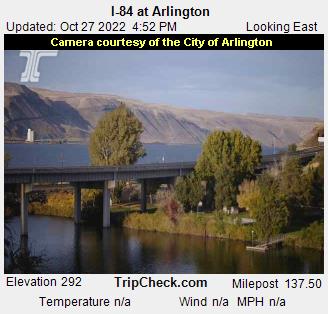 I-84 at Arlington
Updated: Oct 27 2022 4:52 PM Looking East
Camera courtesy of the City of Arlington
Elevation 292 TripCheck.com Milepost 137.50
Temperature n/a Wind n/a MPH n/a